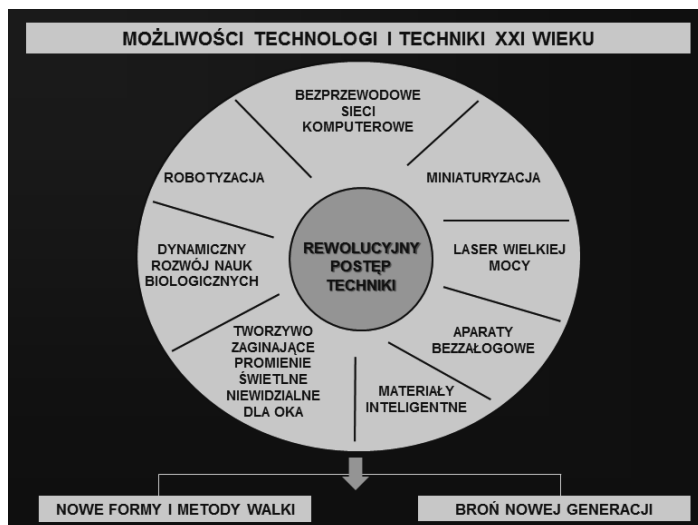 MOŻLIWOŚCI TECHNOLOGI I TECHNIKI XXI WIEKU
BEZPRZEWODOWE
SIECI
KOMPUTEROWE
ROBOTYZACJA
MINIATURYZACJA
DYNAMICZNY
ROZWÓJ NAUK
BIOLOGICZNYCH
REWOLUCYJNY
POSTĘP
TECHNIKI
LASER WIELKIEJ
MOCY
TWORZYWO
ZAGINAJĄCE
PROMIENIE
ŚWIETLNE
NIEWIDZIALNE
DLA OKA
APARATY
BEZZAŁOGOWE
MATERIAŁY
INTELIGENTNE
NOWE FORMY I METODY WALKI
BROŃ NOWEJ GENERACJI